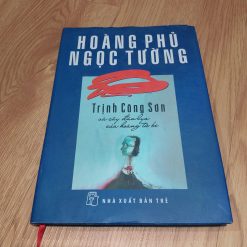 HOÀNG PHỦ
NGỌC TƯỜNG
Trịnh Công Sơn
và cây đàn lya
của hoàng tử bé
NHÀ XUẤT BẢN TRẺ